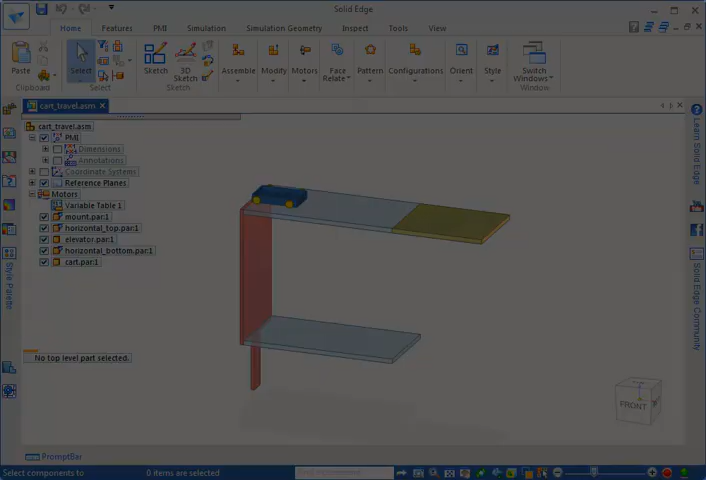 Solid Edge
Home Features PMI Simulation Simulation Geometry Inspect Tools View
Paste
Select
Sketch
3D Sketch
Assemble
Modify
Motors
Face Relate
Pattern
Configurations
Orient
Style
Switch Windows
Clipboard Select Sketch Window
cart_travel.asm
cart_travel.asm
PMI
Dimensions
Annotations
Coordinate Systems
Reference Planes
Motors
Variable Table 1
mount.par:1
horizontal_top.par:1
elevator.par:1
horizontal_bottom.par:1
cart.par:1
No top level part selected.
Style Palette
Learn Solid Edge
Solid Edge Community
FRONT
PromptBar
Select components to 0 items are selected